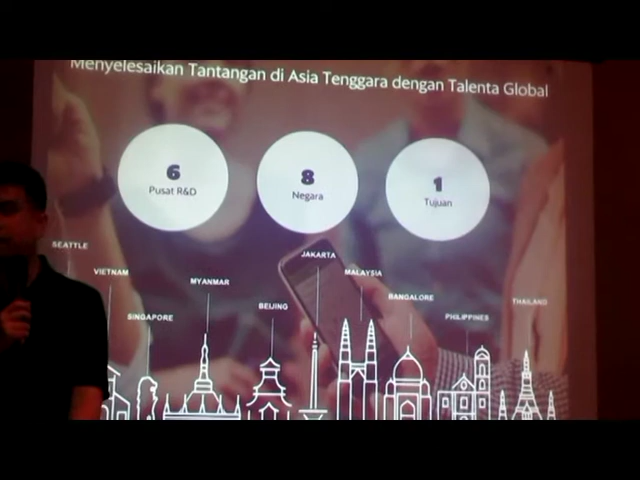 Menyelesaikan Tantangan di Asia Tenggara dengan Talenta Global
6
Pusat R&D
8
Negara
1
Tujuan
SEATTLE
VIETNAM
SINGAPORE
MYANMAR
BEIJING
JAKARTA
MALAYSIA
BANGALORE
PHILIPPINES
THAILAND